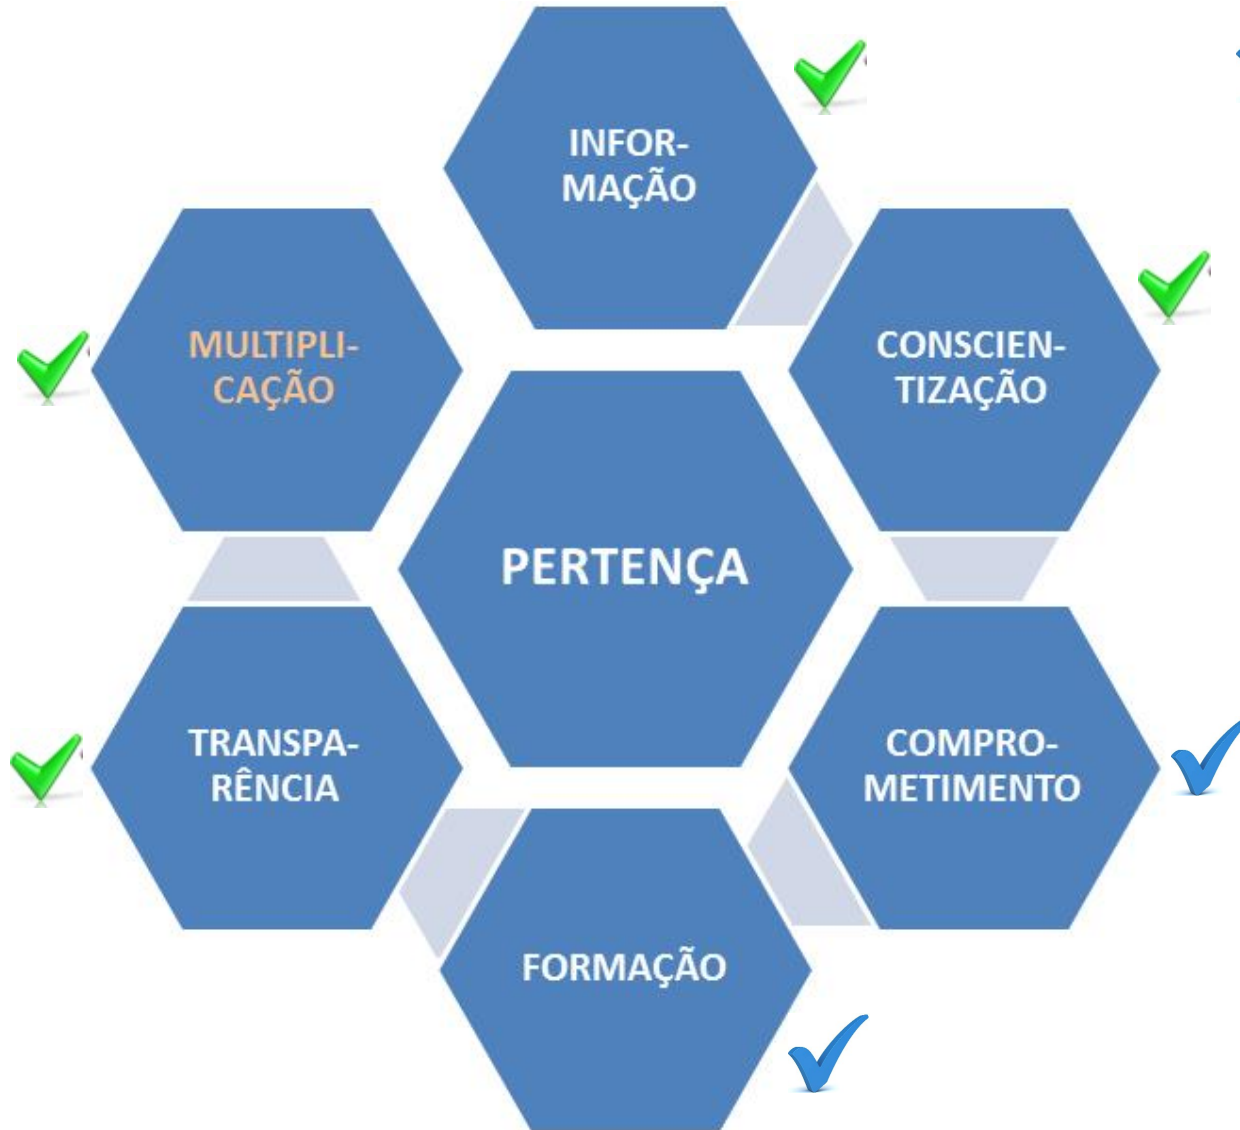 INFOR-
MAÇÃO
MULTIPLI-
CAÇÃO
CONSCIEN-
TIZAÇÃO
PERTENÇA
TRANSPA-
RÊNCIA
COMPRO-
METIMENTO
FORMAÇÃO